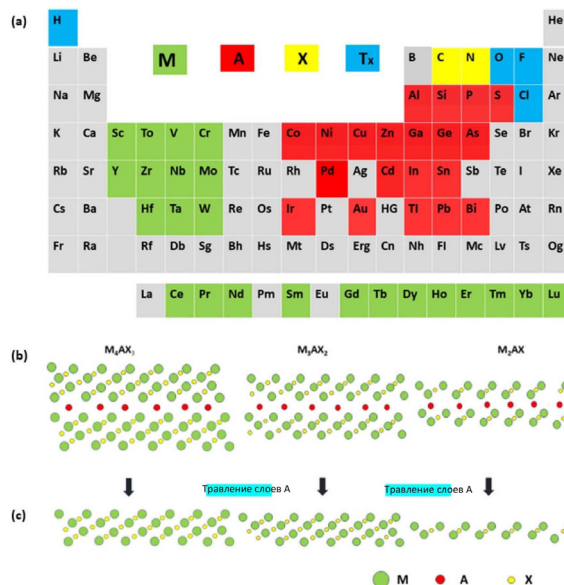 (a)
H He
Li Be M A X Tx B C N O F Ne
Na Mg Al Si P S Cl Ar
K Ca Sc To V Cr Mn Fe Co Ni Cu Zn Ga Ge As Se Br Kr
Rb Sr Y Zr Nb Mo Tc Ru Rh Pd Ag Cd In Sn Sb Te I Xe
Cs Ba Hf Ta W Re Os Ir Pt Au HG Tl Pb Bi Po At Rn
Fr Ra Rf Db Sg Bh Hs Mt Ds Erg Cn Nh Fl Mc Lv Ts Og
La Ce Pr Nd Pm Sm Eu Gd Tb Dy Ho Er Tm Yb Lu
(b) M₄AX₃ M₃AX₂ M₂AX
Травление слоев А Травление слоев А
(c)
M A X